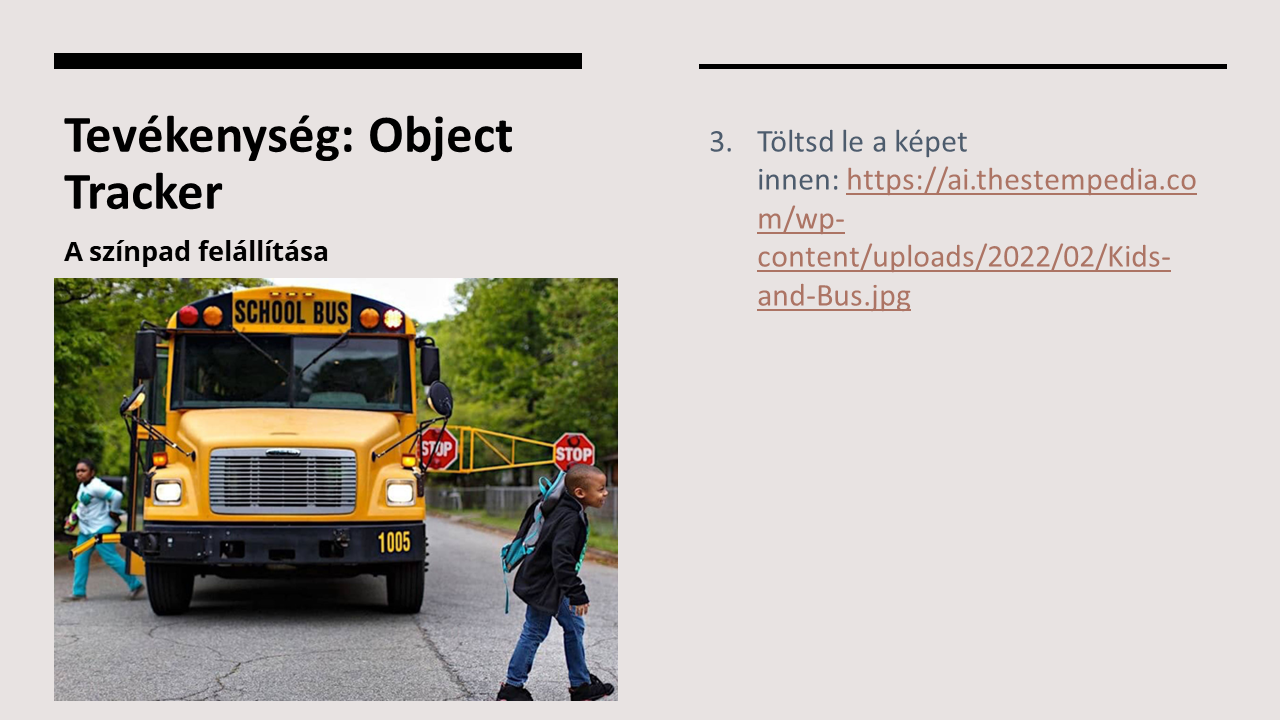 Tevékenység: Object
Tracker
A színpad felállítása
SCHOOL BUS
STOP
STOP
1005
3. Töltsd le a képet
innen: https://ai.thestempedia.co
m/wp-
content/uploads/2022/02/Kids-
and-Bus.jpg